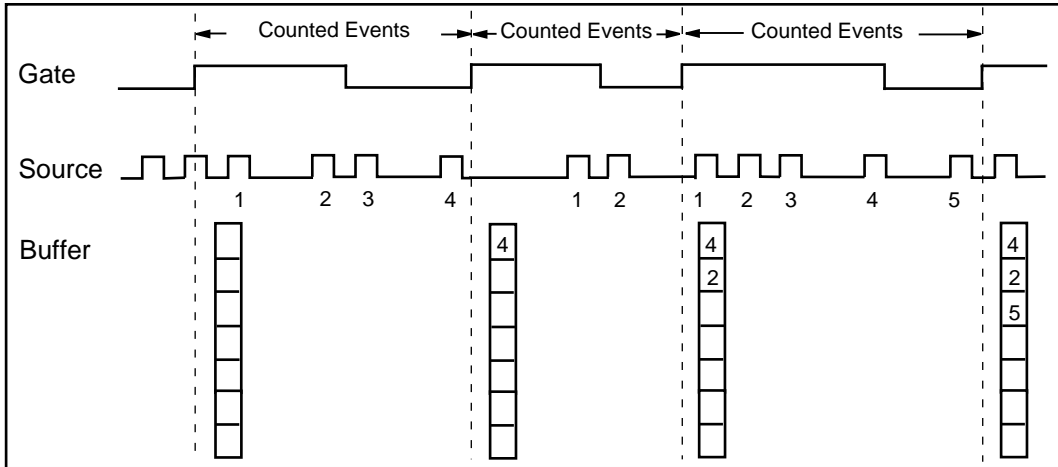 Counted Events Counted Events Counted Events
Gate
Source
1 2 3 4 1 2 1 2 3 4 5
Buffer
4 4 4
2 2
5